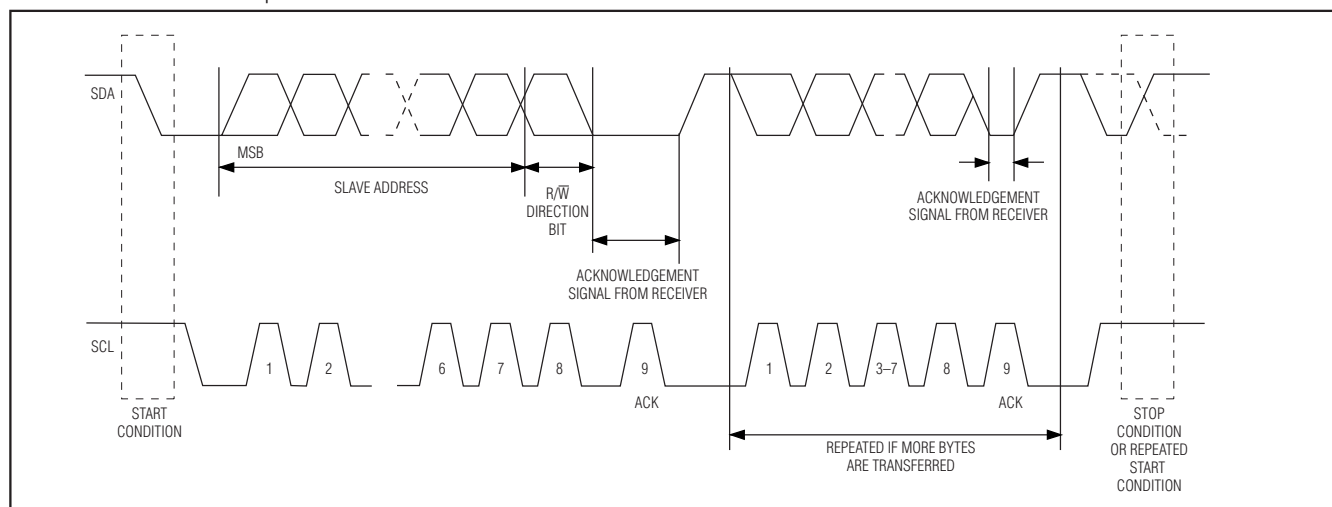 SDA
MSB
SLAVE ADDRESS
R/W̅
DIRECTION
BIT
ACKNOWLEDGEMENT
SIGNAL FROM RECEIVER
ACKNOWLEDGEMENT
SIGNAL FROM RECEIVER
SCL
1 2 6 7 8 9 1 2 3–7 8 9
ACK ACK
START
CONDITION
REPEATED IF MORE BYTES
ARE TRANSFERRED
STOP
CONDITION
OR REPEATED
START
CONDITION